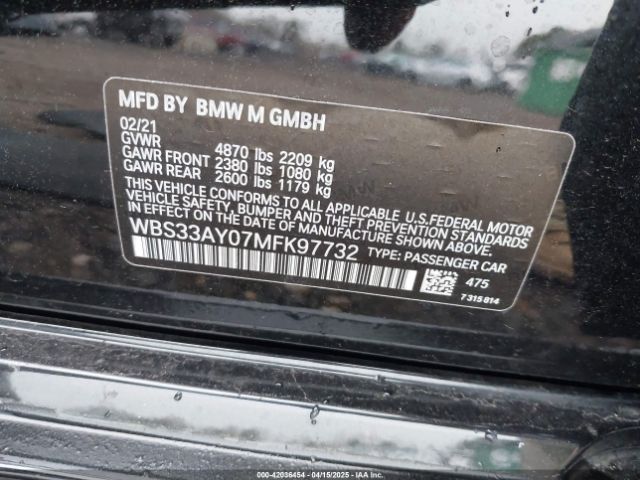 MFD BY BMW M GMBH
02/21
GVWR 4870 lbs 2209 kg
GAWR FRONT 2380 lbs 1080 kg
GAWR REAR 2600 lbs 1179 kg
THIS VEHICLE CONFORMS TO ALL APPLICABLE U.S.FEDERAL MOTOR
VEHICLE SAFETY, BUMPER AND THEFT PREVENTION STANDARDS
IN EFFECT ON THE DATE OF MANUFACTURE SHOWN ABOVE.
WBS33AY07MFK97732 TYPE: PASSENGER CAR
475
7 315 814
000-42036454 - 04/15/2025 - IAAI.COM - COPART